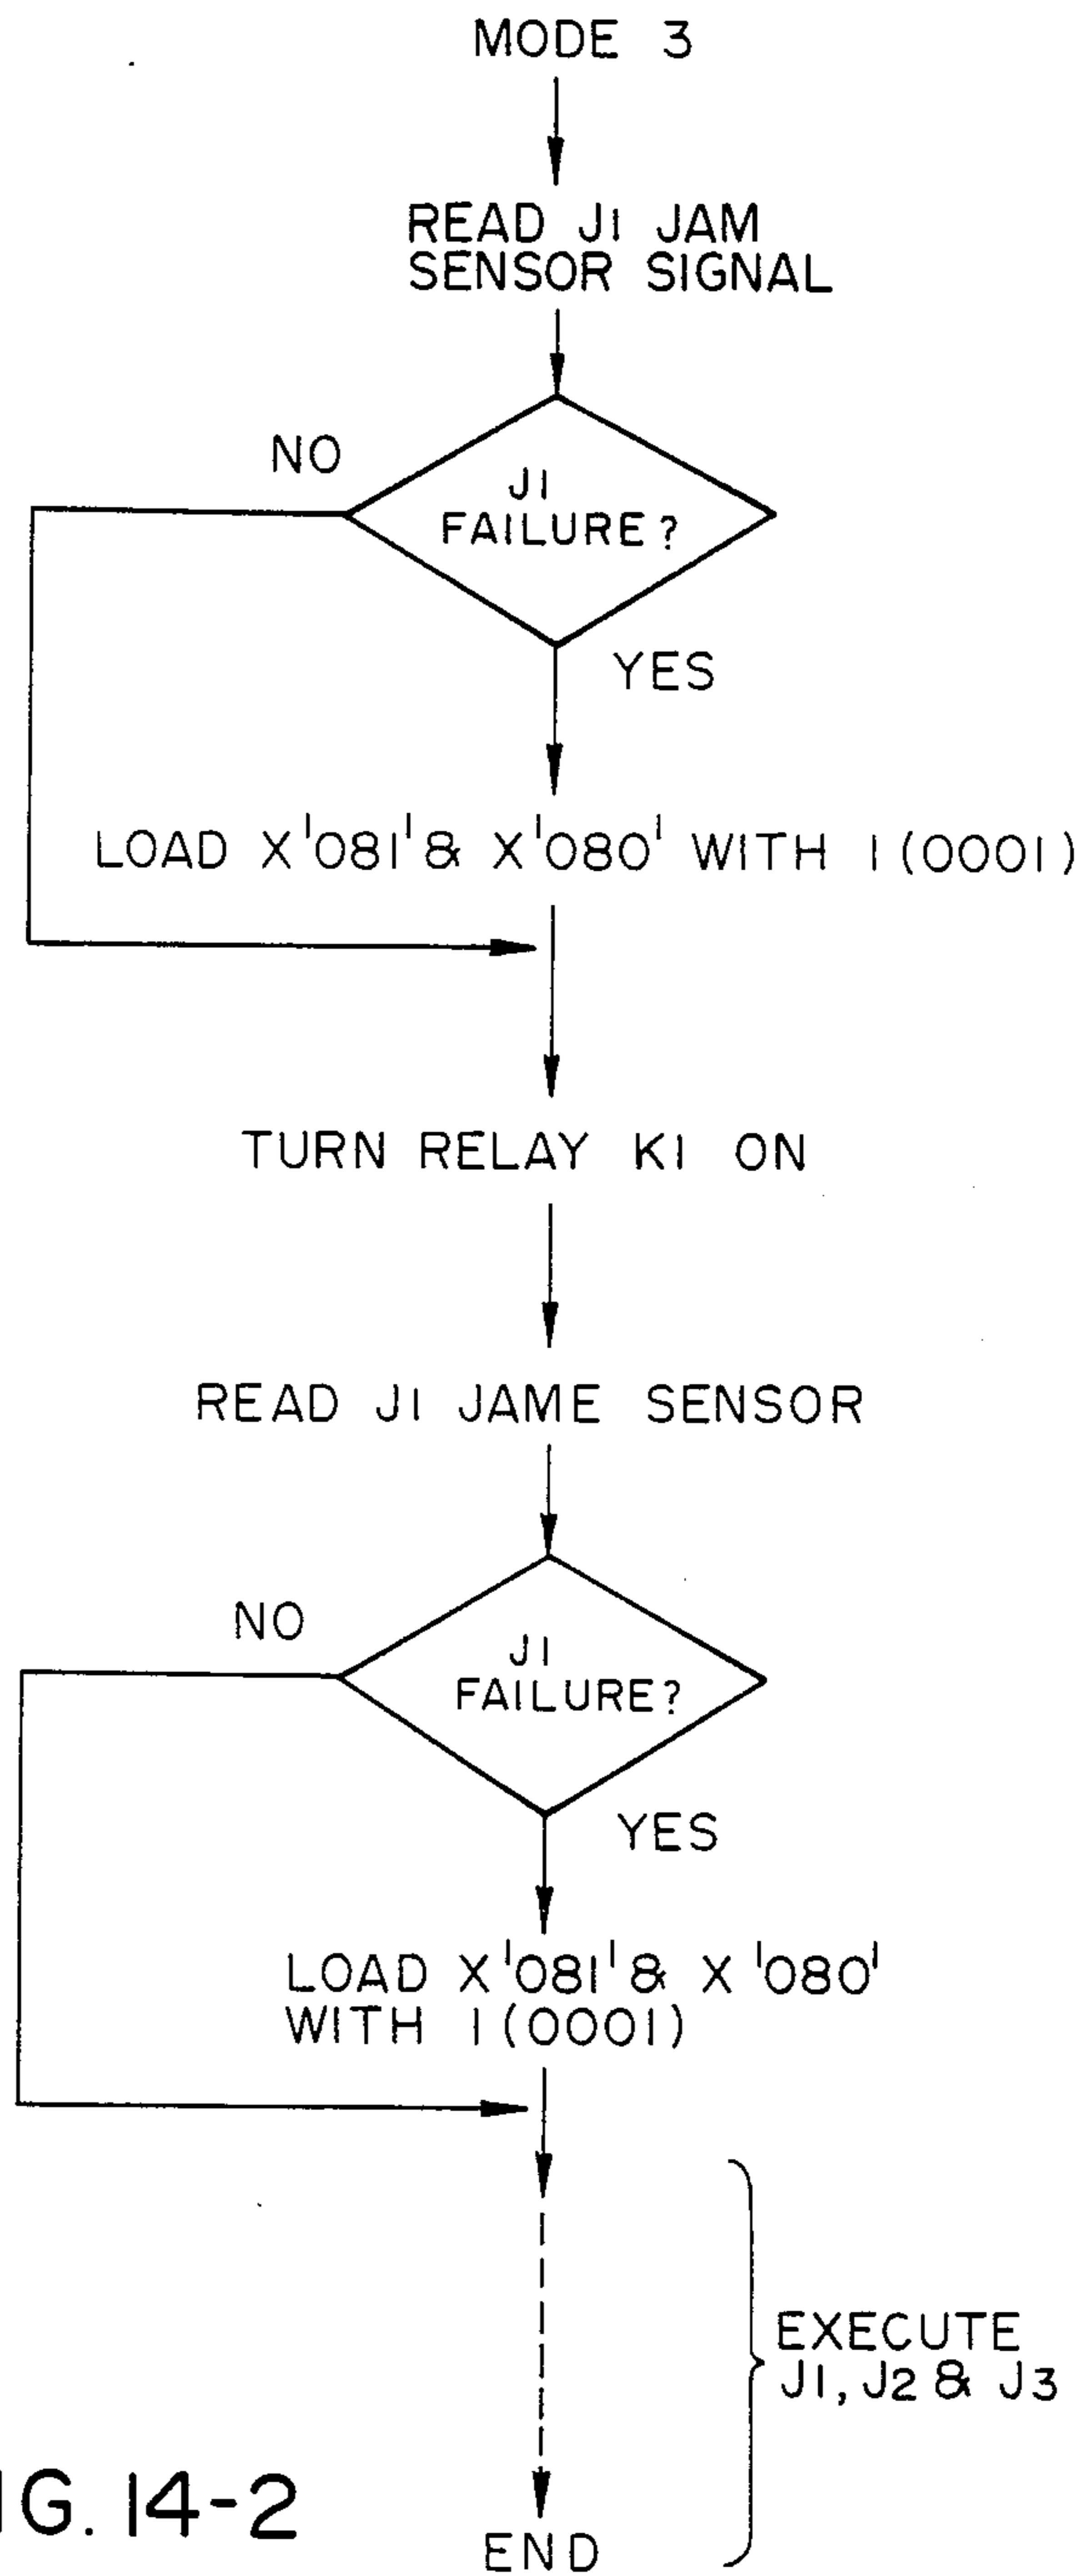 MODE 3
READ J1 JAM
SENSOR SIGNAL
NO
J1
FAILURE?
YES
LOAD X'081' & X'080' WITH 1(0001)
TURN RELAY K1 ON
READ J1 JAME SENSOR
NO
J1
FAILURE?
YES
LOAD X'081' & X'080'
WITH 1(0001)
EXECUTE
J1, J2 & J3
IG. 14-2
END